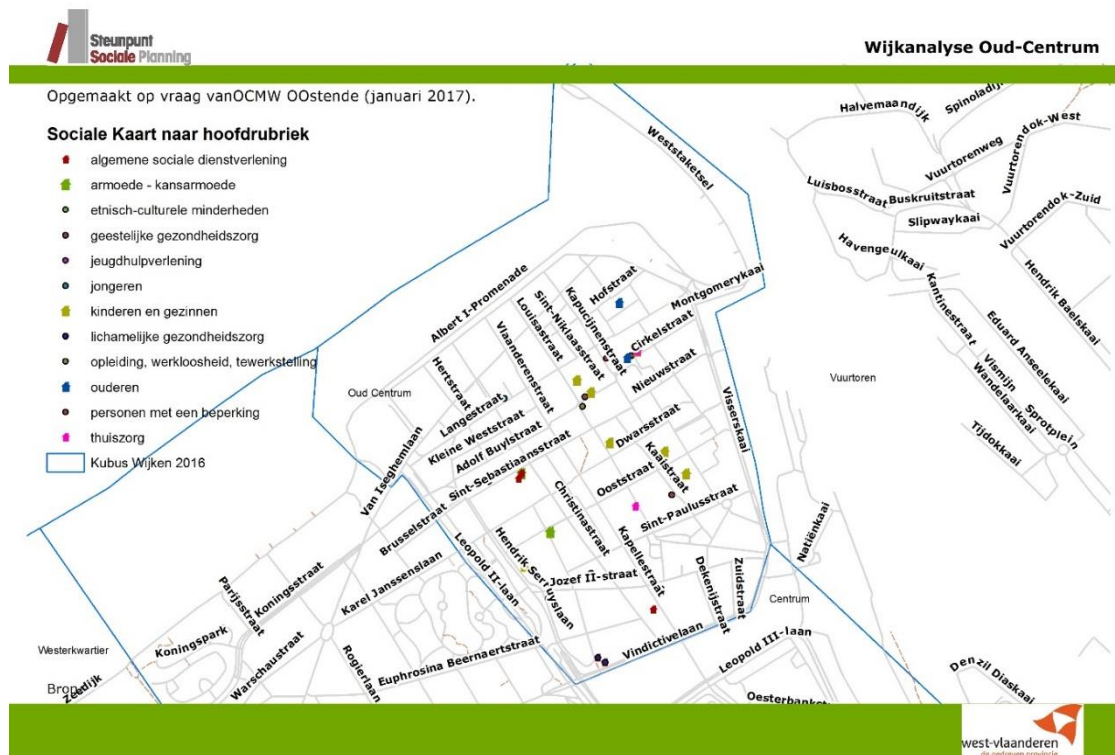 Steunpunt
Sociale Planning
Wijkanalyse Oud-Centrum
Opgemaakt op vraag vanOCMW OOstende (januari 2017).
Sociale Kaart naar hoofdrubriek
algemene sociale dienstverlening
armoede - kansarmoede
etnisch-culturele minderheden
geestelijke gezondheidszorg
jeugdhulpverlening
jongeren
kinderen en gezinnen
lichamelijke gezondheidszorg
opleiding, werkloosheid, tewerkstelling
ouderen
personen met een beperking
thuiszorg
Kubus Wijken 2016
Weststaketsel
Halvemaandijk
Vuurtorenweg
Vuurtorendok-West
Luisbosstraat
Buskruitstraat
Slipwaykaai
Vuurtorendok-Zuid
Havengeulkaai
Hendrik Baelskaai
Kantinestraat
Eduard Anseelekaai
Vismijn
Wandelaarkaai
Sprotplein
Tijdokkaai
Vuurtoren
Albert I-Promenade
Hofstraat
Montgomerykaai
Kapucijnenstraat
Sint-Niklaasstraat
Louisastraat
Cirkelstraat
Vlaanderenstraat
Nieuwstraat
Hertstraat
Oud Centrum
Langestraat
Kleine Weststraat
Adolf Buylstraat
Sint-Sebastiaansstraat
Dwarsstraat
Visserskaai
Van Iseghemlaan
Kaaistraat
Ooststraat
Christinastraat
Sint-Paulusstraat
Brusselstraat
Hendrik Serruyslaan
Leopold II-laan
Kapellestraat
Jozef II-straat
Dekenijstraat
Zuidstraat
Natiënkaai
Centrum
Karel Janssenslaan
Koningsstraat
Parijsstraat
Koningspark
Westerkwartier
Warschaustraat
Rogierlaan
Euphrosina Beernaertstraat
Vindictivelaan
Leopold III-laan
Denzil Diaskaai
Zeedijk
Bron
west-vlaanderen
de gedreven provincie